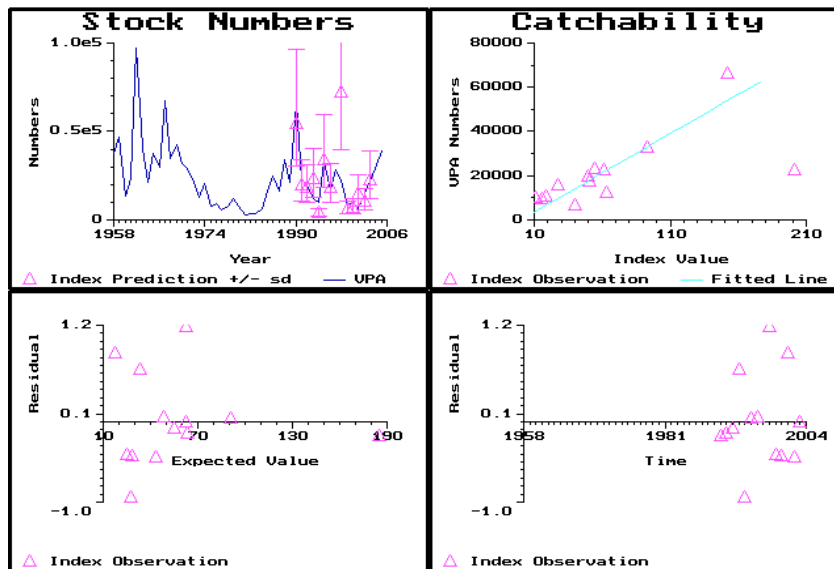 Stock Numbers
1.0e5
0.5e5
0
Numbers
1958
1974
1990
2006
Year
Index Prediction +/- sd
VPA
Catchability
80000
60000
40000
20000
0
VPA Numbers
10
110
210
Index Value
Index Observation
Fitted Line
1.2
0.1
-1.0
Residual
10
70
130
190
Expected Value
Index Observation
1.2
0.1
-1.0
Residual
1958
1981
2004
Time
Index Observation